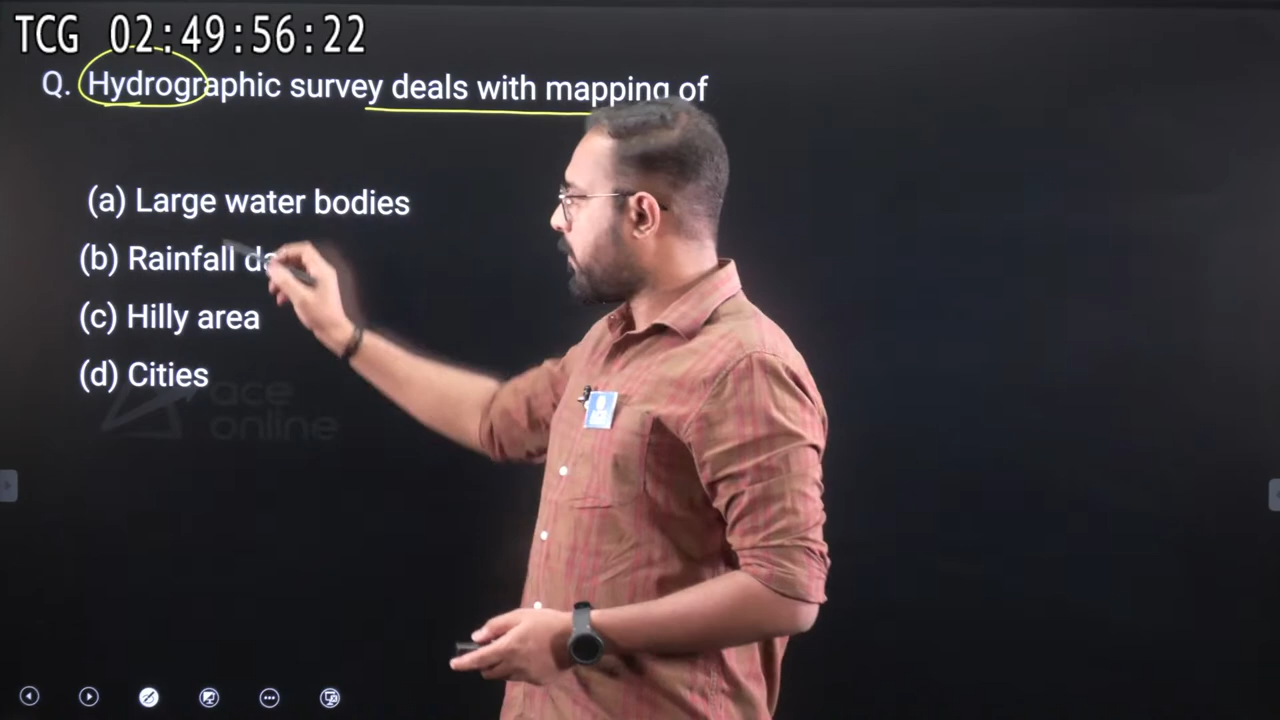 TCG 02:49:56:22
Q. Hydrographic survey deals with mapping of
(a) Large water bodies
(b) Rainfall
(c) Hilly area
(d) Cities
ace
online